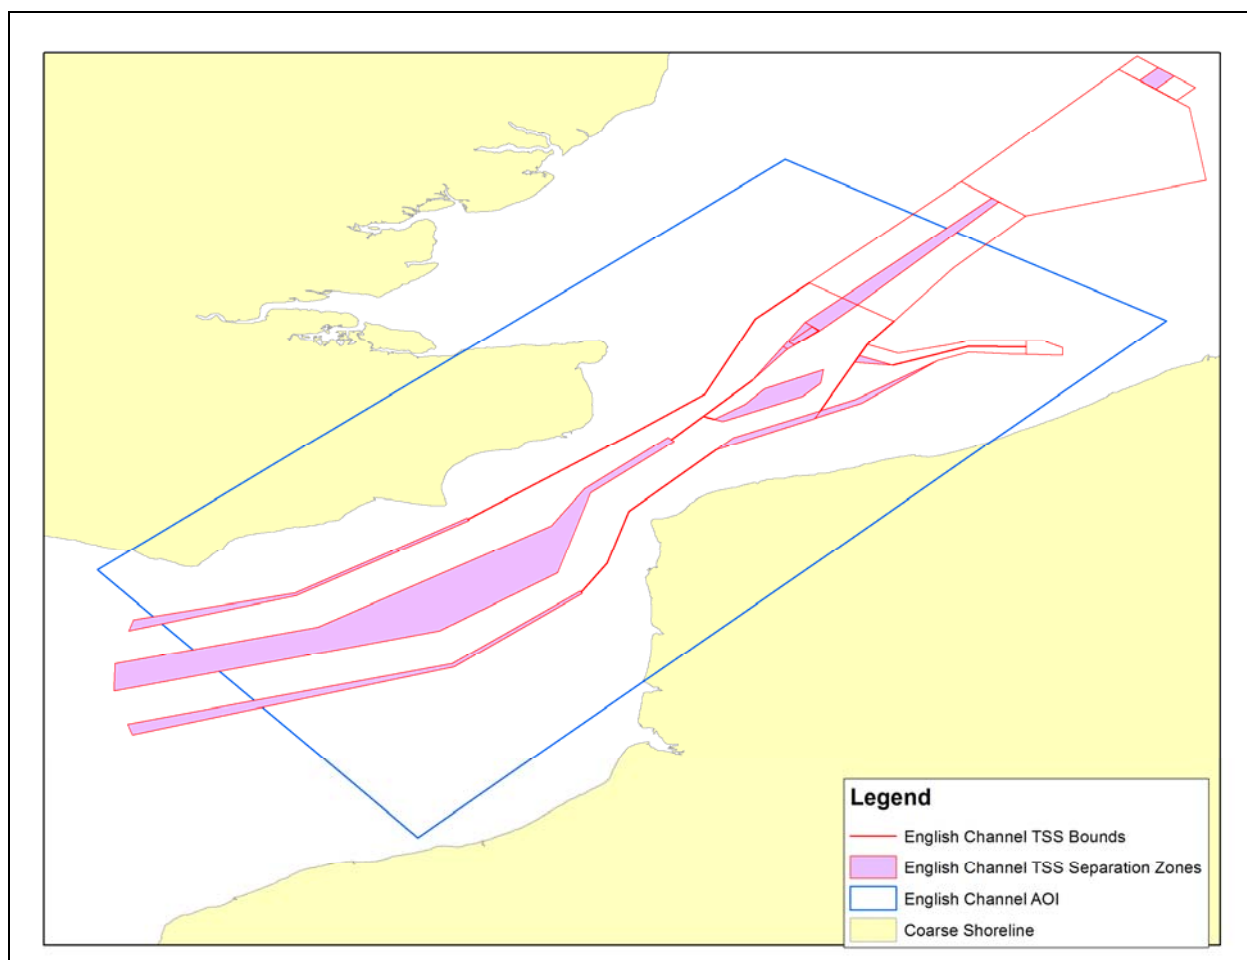 Legend
English Channel TSS Bounds
English Channel TSS Separation Zones
English Channel AOI
Coarse Shoreline